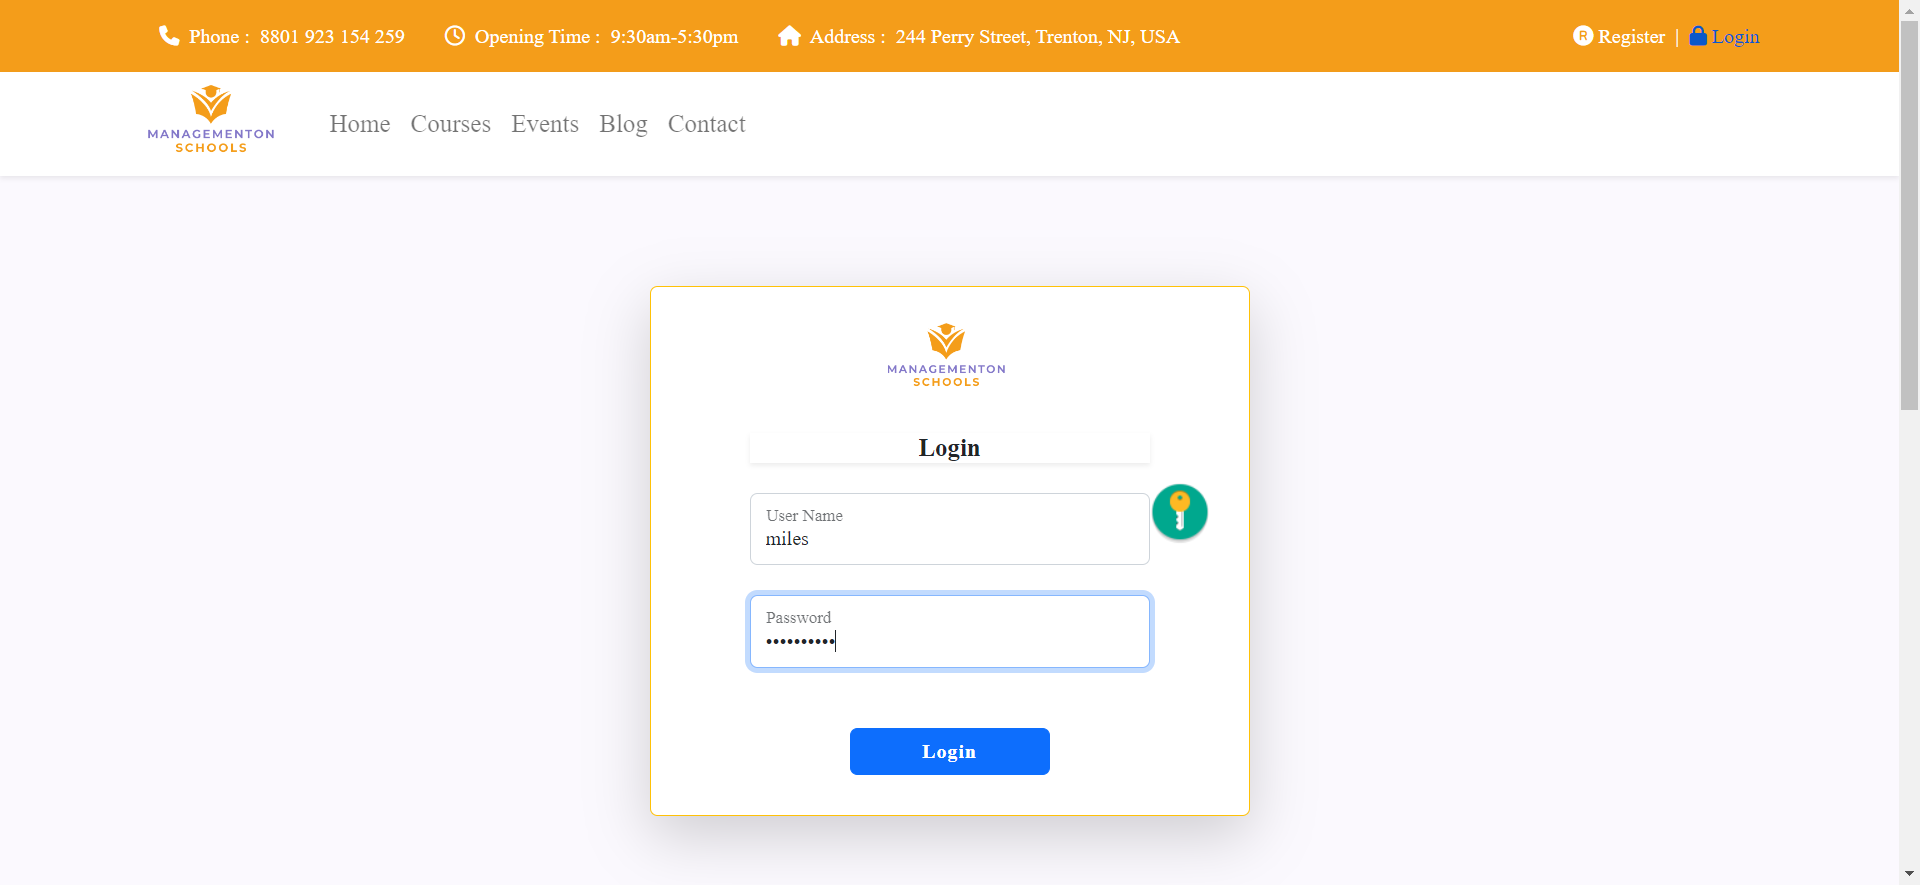 Phone : 8801 923 154 259 Opening Time : 9:30am-5:30pm Address : 244 Perry Street, Trenton, NJ, USA R Register | Login
MANAGEMENTON
SCHOOLS
Home Courses Events Blog Contact
MANAGEMENTON
SCHOOLS
Login
User Name
miles
Password
••••••••••
Login